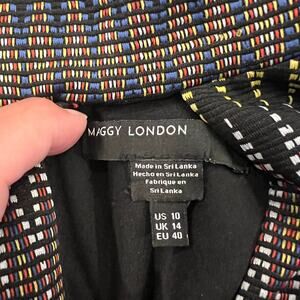 MAGGY LONDON
Made in Sri Lanka
Hecho en Sri Lanka
Fabrique en
Sri Lanka
US 10
UK 14
EU 40